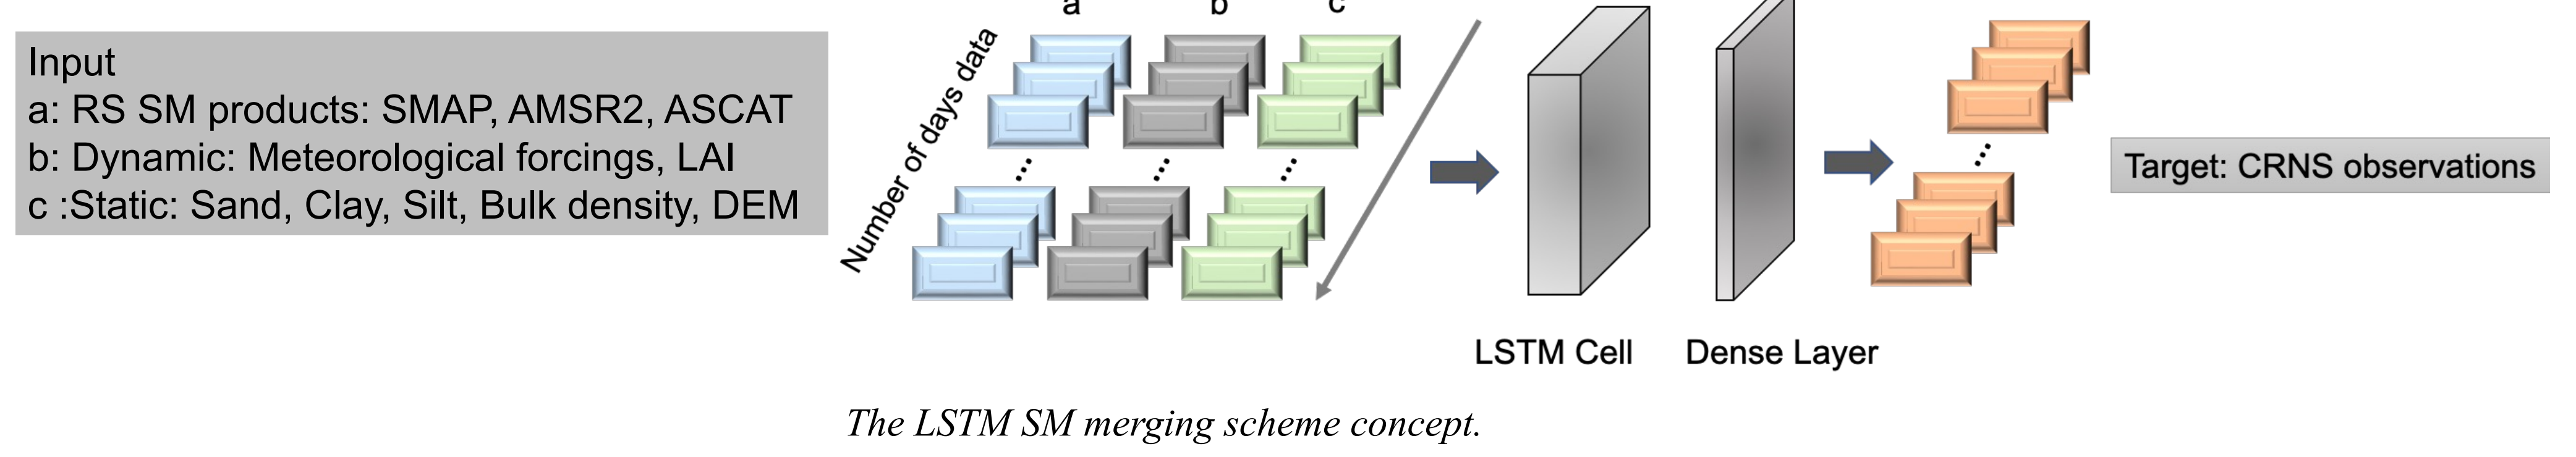 Input
a: RS SM products: SMAP, AMSR2, ASCAT
b: Dynamic: Meteorological forcings, LAI
c :Static: Sand, Clay, Silt, Bulk density, DEM
a b c
Number of days data
LSTM Cell
Dense Layer
Target: CRNS observations
The LSTM SM merging scheme concept.